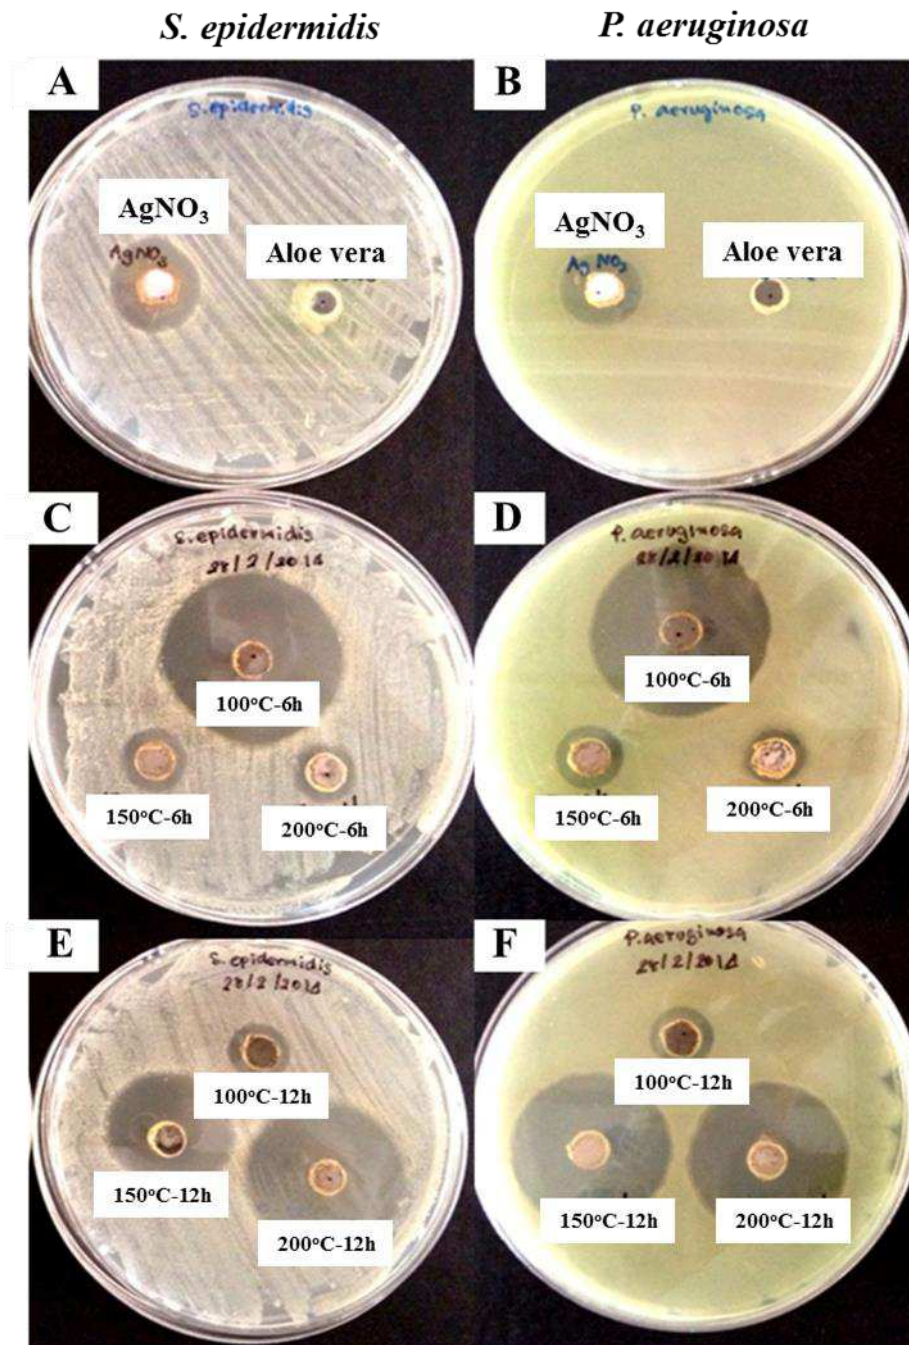 S. epidermidis
P. aeruginosa
A
S. epidermidis
AgNO₃
AgNO₃
Aloe vera
B
P. aeruginosa
AgNO₃
AgNO₃
Aloe vera
C
S. epidermidis
28/2/2014
100°C-6h
150°C-6h
200°C-6h
D
P. aeruginosa
28/2/2014
100°C-6h
150°C-6h
200°C-6h
E
S. epidermidis
28/2/2014
100°C-12h
150°C-12h
200°C-12h
F
P. aeruginosa
28/2/2014
100°C-12h
150°C-12h
200°C-12h